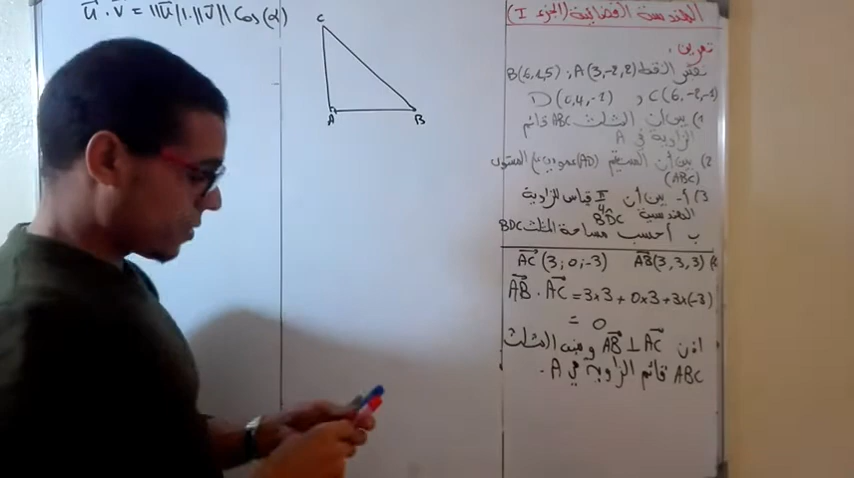 الهندسة الفضائية (الجزء I)
تمرين:
نعتبر النقط A(3,-2,2) ; B(6,1,5)
C(6,-2,-1) و D(0,4,-1)
1) بين أن المثلث ABC قائم
الزاوية في A
2) بين أن المستقيم (AD) عمودي على المستوى
(ABC)
3) أ- بين أن π/4 قياس للزاوية
الهندسية BD̂C
ب أحسب مساحة المثلث BDC
AB(3,3,3) AC(3;0;-3)
AB . AC = 3×3 + 0×3 + 3×(-3)
= 0
اذن AB ⊥ AC ومنه المثلث
ABC قائم الزاوية في A.
u . v = ||u||.||v|| Cos(α)
C
A
B